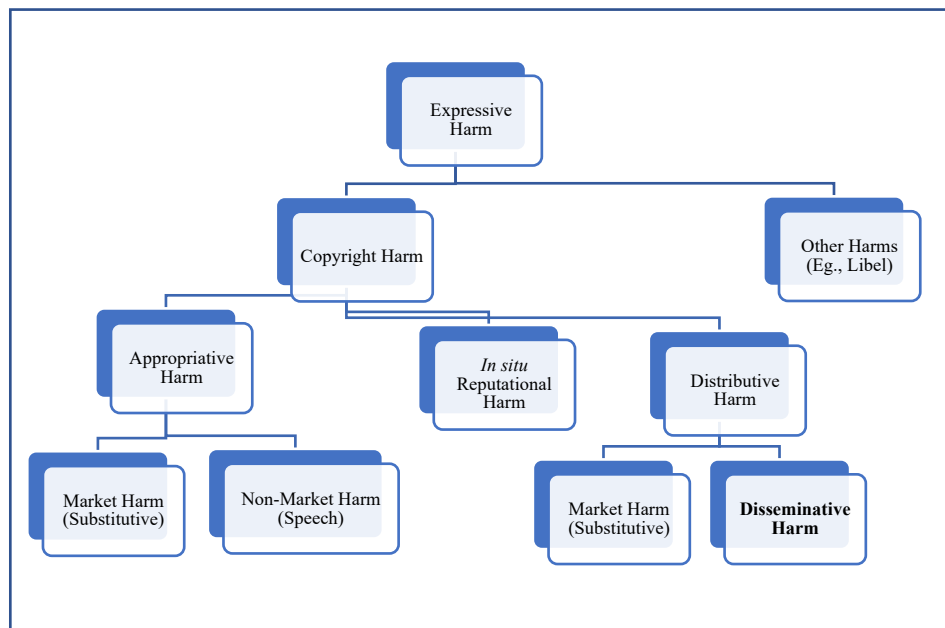 Expressive
Harm
Copyright Harm
Other Harms
(Eg., Libel)
Appropriative
Harm
In situ
Reputational
Harm
Distributive
Harm
Market Harm
(Substitutive)
Non-Market Harm
(Speech)
Market Harm
(Substitutive)
Disseminative
Harm